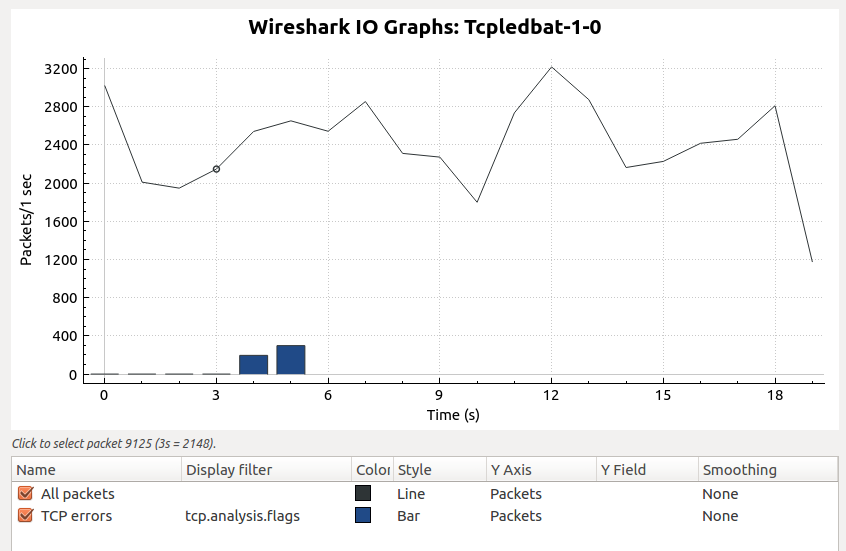 Wireshark IO Graphs: Tcpledbat-1-0
Packets/1 sec
3200
2800
2400
2000
1600
1200
800
400
0
0 3 6 9 12 15 18
Time (s)
Click to select packet 9125 (3s = 2148).
Name Display filter Color Style Y Axis Y Field Smoothing
All packets Line Packets None
TCP errors tcp.analysis.flags Bar Packets None